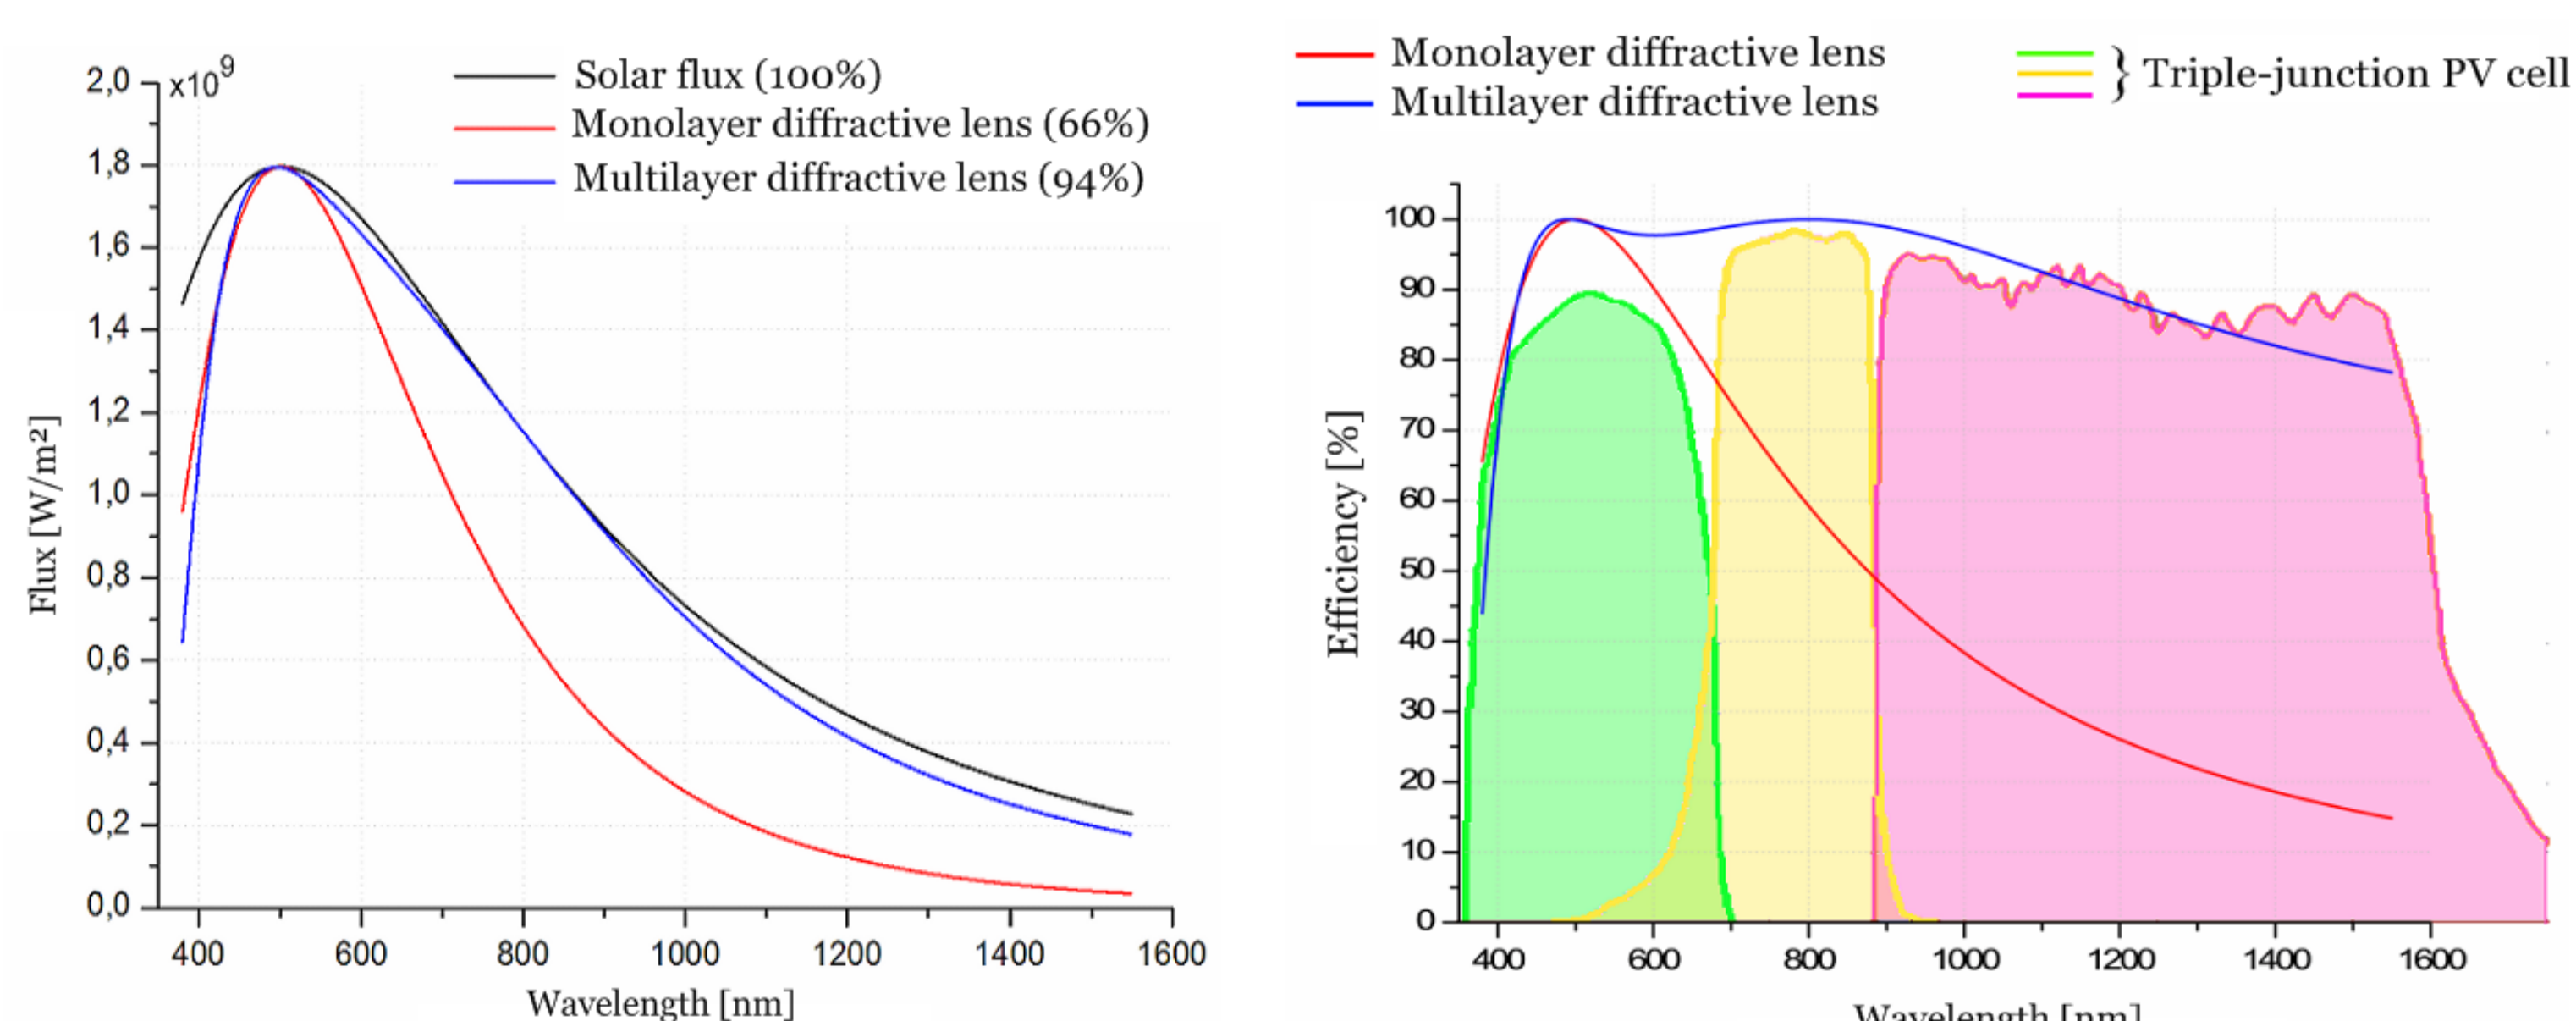 2,0
x10⁹
1,8
1,6
1,4
1,2
1,0
0,8
0,6
0,4
0,2
0,0
Flux [W/m²]
Solar flux (100%)
Monolayer diffractive lens (66%)
Multilayer diffractive lens (94%)
400 600 800 1000 1200 1400 1600
Wavelength [nm]
Monolayer diffractive lens
Multilayer diffractive lens
} Triple-junction PV cell
100
90
80
70
60
50
40
30
20
10
0
Efficiency [%]
400 600 800 1000 1200 1400 1600
Wavelength [nm]